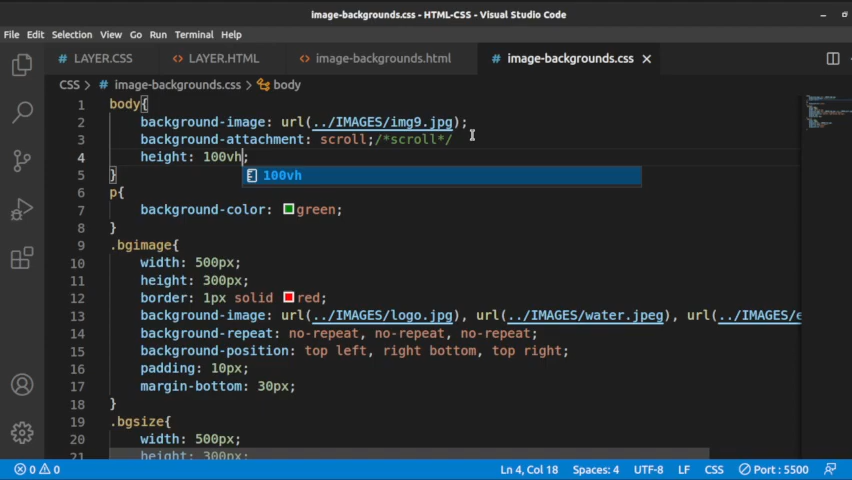 image-backgrounds.css - HTML-CSS - Visual Studio Code
File Edit Selection View Go Run Terminal Help
# LAYER.CSS <> LAYER.HTML <> image-backgrounds.html # image-backgrounds.css
CSS > # image-backgrounds.css > body
1 body{
2 background-image: url(../IMAGES/img9.jpg);
3 background-attachment: scroll;/*scroll*/
4 height: 100vh;
100vh
5 }
6 p{
7 background-color: green;
8 }
9 .bgimage{
10 width: 500px;
11 height: 300px;
12 border: 1px solid red;
13 background-image: url(../IMAGES/logo.jpg), url(../IMAGES/water.jpeg), url(../IMAGES/e
14 background-repeat: no-repeat, no-repeat, no-repeat;
15 background-position: top left, right bottom, top right;
16 padding: 10px;
17 margin-bottom: 30px;
18 }
19 .bgsize{
20 width: 500px;
21 height: 300px;
0 0 Ln 4, Col 18 Spaces: 4 UTF-8 LF CSS Port : 5500